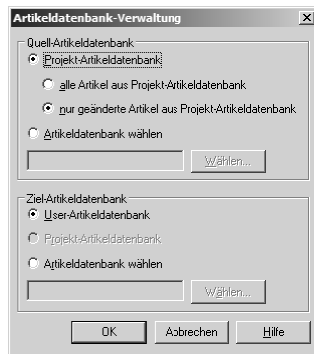 Artikeldatenbank-Verwaltung
Quell-Artikeldatenbank
Projekt-Artikeldatenbank
alle Artikel aus Projekt-Artikeldatenbank
nur geänderte Artikel aus Projekt-Artikeldatenbank
Artikeldatenbank wählen
Wählen...
Ziel-Artikeldatenbank
User-Artikeldatenbank
Projekt-Artikeldatenbank
Artikeldatenbank wählen
Wählen...
OK Abbrechen Hilfe